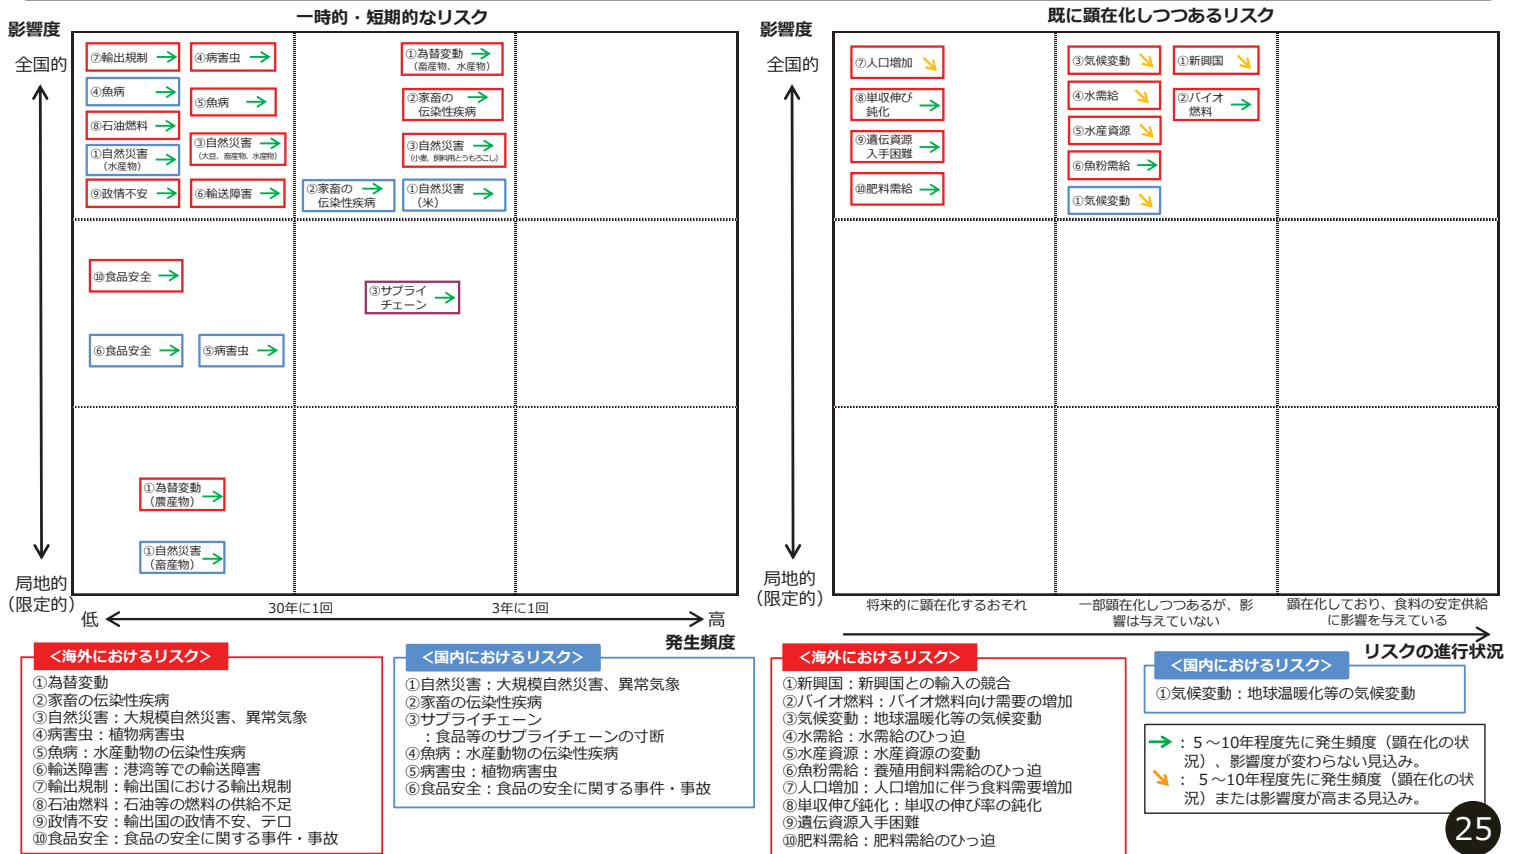 一時的・短期的なリスク
影響度
全国的
⑦輸出規制
④病害虫
①為替変動
（畜産物、水産物）
④魚病
⑤魚病
②家畜の
伝染性疾病
⑧石油燃料
③自然災害
（大豆、畜産物、水産物）
③自然災害
（小麦，飼料用とうもろこし）
①自然災害
（水産物）
⑨政情不安
⑥輸送障害
②家畜の
伝染性疾病
①自然災害
（米）
⑩食品安全
③サプライ
チェーン
⑥食品安全
⑤病害虫
①為替変動
（農産物）
①自然災害
（畜産物）
局地的
（限定的）
低
30年に1回
3年に1回
高
発生頻度
＜海外におけるリスク＞
①為替変動
②家畜の伝染性疾病
③自然災害：大規模自然災害、異常気象
④病害虫：植物病害虫
⑤魚病：水産動物の伝染性疾病
⑥輸送障害：港湾等での輸送障害
⑦輸出規制：輸出国における輸出規制
⑧石油燃料：石油等の燃料の供給不足
⑨政情不安：輸出国の政情不安、テロ
⑩食品安全：食品の安全に関する事件・事故
＜国内におけるリスク＞
①自然災害：大規模自然災害、異常気象
②家畜の伝染性疾病
③サプライチェーン
：食品等のサプライチェーンの寸断
④魚病：水産動物の伝染性疾病
⑤病害虫：植物病害虫
⑥食品安全：食品の安全に関する事件・事故
既に顕在化しつつあるリスク
影響度
全国的
⑦人口増加
③気候変動
①新興国
⑧単収伸び
鈍化
④水需給
②バイオ
燃料
⑨遺伝資源
入手困難
⑤水産資源
⑥魚粉需給
⑩肥料需給
①気候変動
局地的
（限定的）
将来的に顕在化するおそれ
一部顕在化しつつあるが、影
響は与えていない
顕在化しており、食料の安定供給
に影響を与えている
リスクの進行状況
＜海外におけるリスク＞
①新興国：新興国との輸入の競合
②バイオ燃料：バイオ燃料向け需要の増加
③気候変動：地球温暖化等の気候変動
④水需給：水需給のひっ迫
⑤水産資源：水産資源の変動
⑥魚粉需給：養殖用飼料需給のひっ迫
⑦人口増加：人口増加に伴う食料需要増加
⑧単収伸び鈍化：単収の伸び率の鈍化
⑨遺伝資源入手困難
⑩肥料需給：肥料需給のひっ迫
＜国内におけるリスク＞
①気候変動：地球温暖化等の気候変動
：５～10年程度先に発生頻度（顕在化の状
況）、影響度が変わらない見込み。
：５～10年程度先に発生頻度（顕在化の状
況）または影響度が高まる見込み。
25